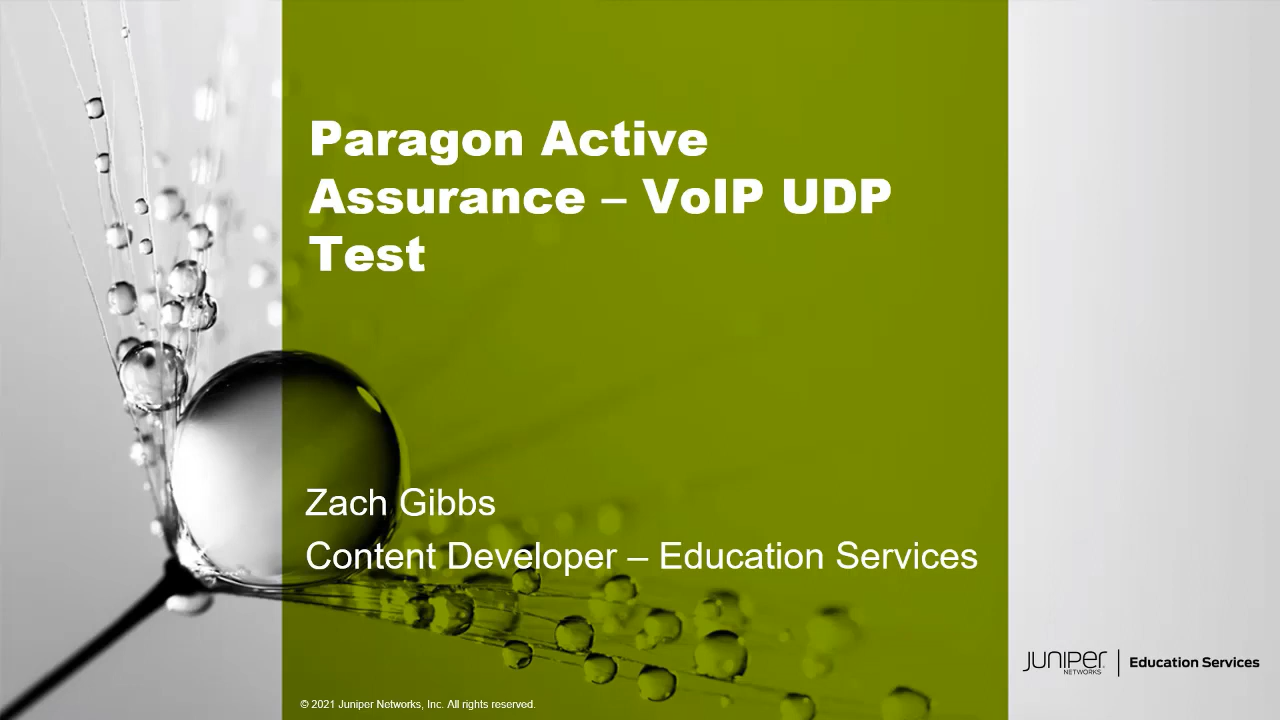 Paragon Active
Assurance – VoIP UDP
Test
Zach Gibbs
Content Developer – Education Services
JUNIPER
NETWORKS
Education Services
© 2021 Juniper Networks, Inc. All rights reserved.